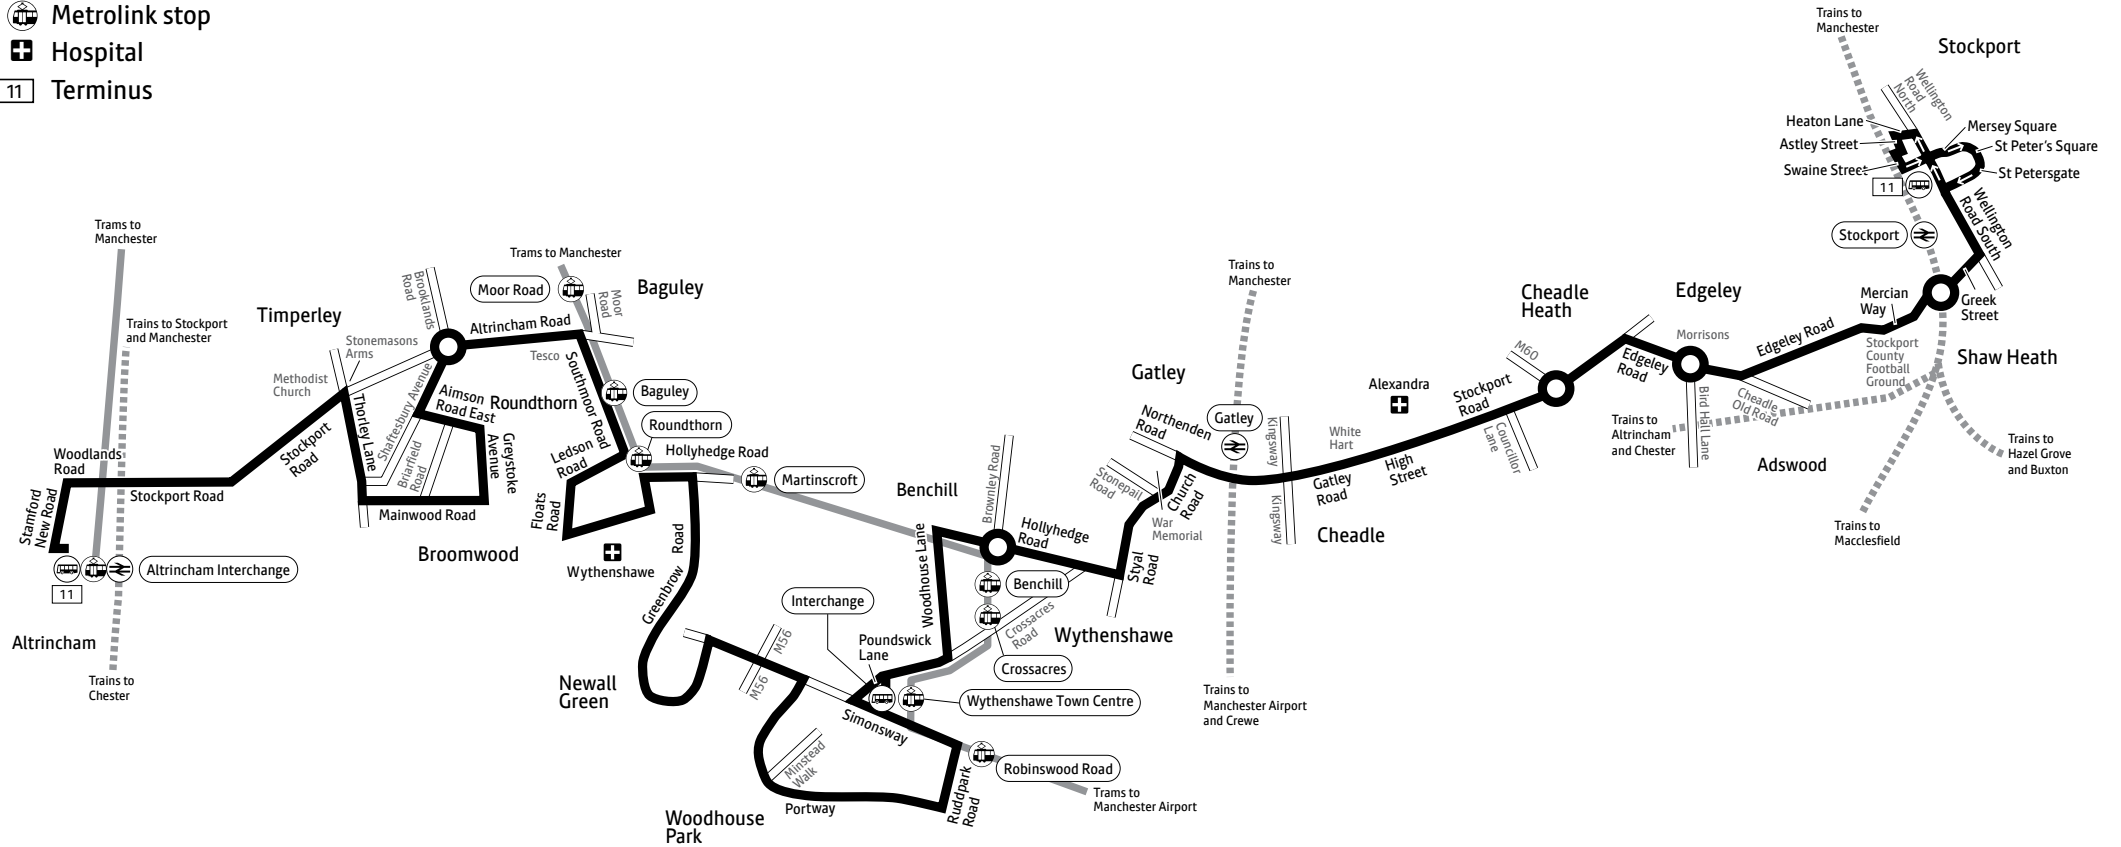 Metrolink stop
Hospital
11 Terminus
Trains to
Manchester
Stockport
Wellington
Road
North
Heaton Lane
Mersey Square
Astley Street
St Peter's Square
Swaine Street
St Petersgate
11
Wellington
Road South
Stockport
Trams to
Manchester
Trains to Stockport
and Manchester
Timperley
Stonemasons
Arms
Methodist
Church
Brooklands
Road
Altrincham Road
Trams to Manchester
Moor Road
Moor
Road
Baguley
Tesco
Southmoor Road
Baguley
Roundthorn
Shaftesbury Avenue
Aimson
Road East
Roundthorn
Thorley Lane
Briarfield
Road
Greystoke
Avenue
Mainwood Road
Broomwood
Stockport
Road
Woodlands
Road
Stockport Road
Stamford
New Road
Altrincham Interchange
11
Altrincham
Trains to
Chester
Ledson
Road
Floats
Road
Wythenshawe
Hollyhedge Road
Martinscroft
Greenbrow
Road
Newall
Green
M56
M56
Interchange
Poundswick
Lane
Woodhouse Lane
Benchill
Brownley Road
Hollyhedge
Road
Benchill
Crossacres
Road
Crossacres
Wythenshawe
Wythenshawe Town Centre
Simonsway
Robinswood Road
Trams to
Manchester Airport
Ruddpark
Road
Minstead
Walk
Portway
Woodhouse
Park
Styal
Road
Stonepail
Road
War
Memorial
Church
Road
Northenden
Road
Gatley
Trains to
Manchester
Gatley
Kingsway
Kingsway
Trains to
Manchester Airport
and Crewe
Gatley
Road
White
Hart
Alexandra
High
Street
Cheadle
Stockport
Road
Councillor
Lane
M60
Cheadle
Heath
Edgeley
Road
Edgeley
Morrisons
Bird Hall Lane
Trains to
Altrincham
and Chester
Cheadle
Old Road
Adswood
Edgeley Road
Mercian
Way
Stockport
County
Football
Ground
Greek
Street
Shaw Heath
Trains to
Hazel Grove
and Buxton
Trains to
Macclesfield